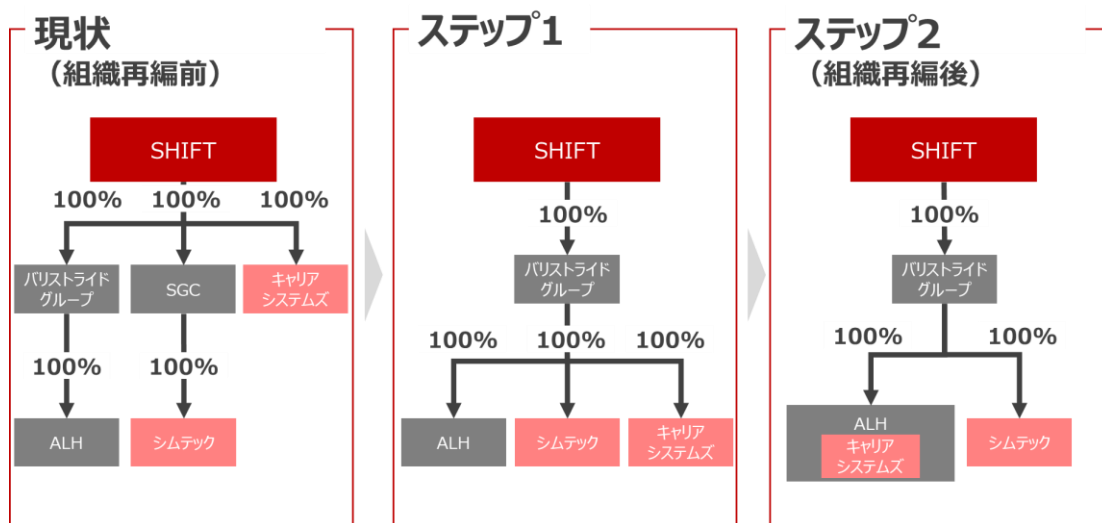 現状
（組織再編前）
SHIFT
100%
100%
100%
バリストライド
グループ
SGC
キャリア
システムズ
100%
100%
ALH
シムテック
ステップ1
SHIFT
100%
バリストライド
グループ
100%
100%
100%
ALH
シムテック
キャリア
システムズ
ステップ2
（組織再編後）
SHIFT
100%
バリストライド
グループ
100%
100%
ALH
キャリア
システムズ
シムテック